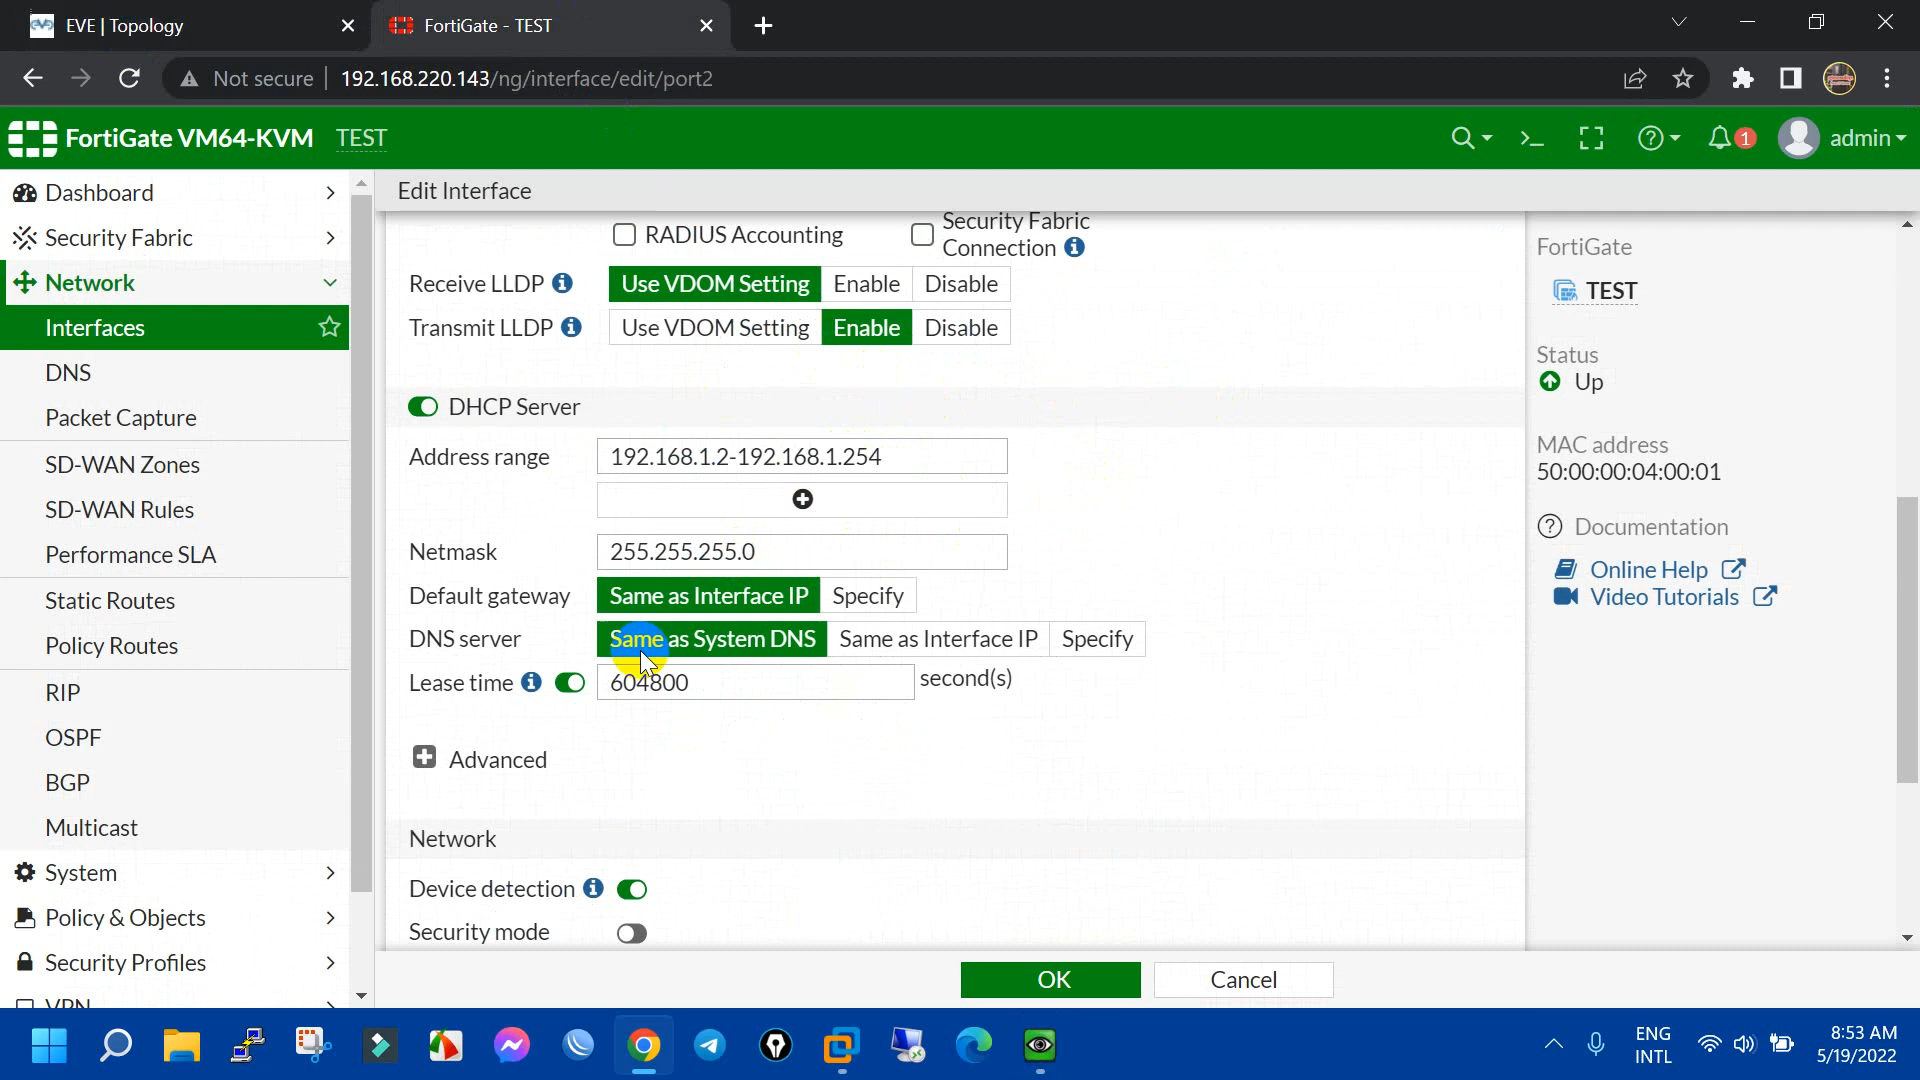 EVE | Topology
FortiGate - TEST
Not secure
192.168.220.143/ng/interface/edit/port2
FortiGate VM64-KVM TEST
1
admin
Dashboard
Security Fabric
Network
Interfaces
DNS
Packet Capture
SD-WAN Zones
SD-WAN Rules
Performance SLA
Static Routes
Policy Routes
RIP
OSPF
BGP
Multicast
System
Policy & Objects
Security Profiles
VPN
Edit Interface
RADIUS Accounting
Security Fabric
Connection
Receive LLDP Use VDOM Setting Enable Disable
Transmit LLDP Use VDOM Setting Enable Disable
DHCP Server
Address range 192.168.1.2-192.168.1.254
Netmask 255.255.255.0
Default gateway Same as Interface IP Specify
DNS server Same as System DNS Same as Interface IP Specify
Lease time 604800 second(s)
Advanced
Network
Device detection
Security mode
OK Cancel
FortiGate
TEST
Status
Up
MAC address
50:00:00:04:00:01
Documentation
Online Help
Video Tutorials
ENG
INTL
8:53 AM
5/19/2022